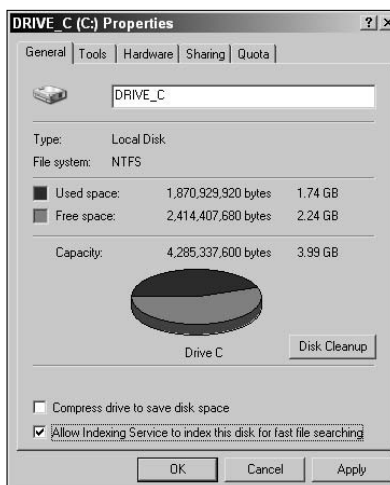 DRIVE_C (C:) Properties
General Tools Hardware Sharing Quota
DRIVE_C
Type: Local Disk
File system: NTFS
Used space: 1,870,929,920 bytes 1.74 GB
Free space: 2,414,407,680 bytes 2.24 GB
Capacity: 4,285,337,600 bytes 3.99 GB
Drive C
Disk Cleanup
Compress drive to save disk space
Allow Indexing Service to index this disk for fast file searching
OK Cancel Apply